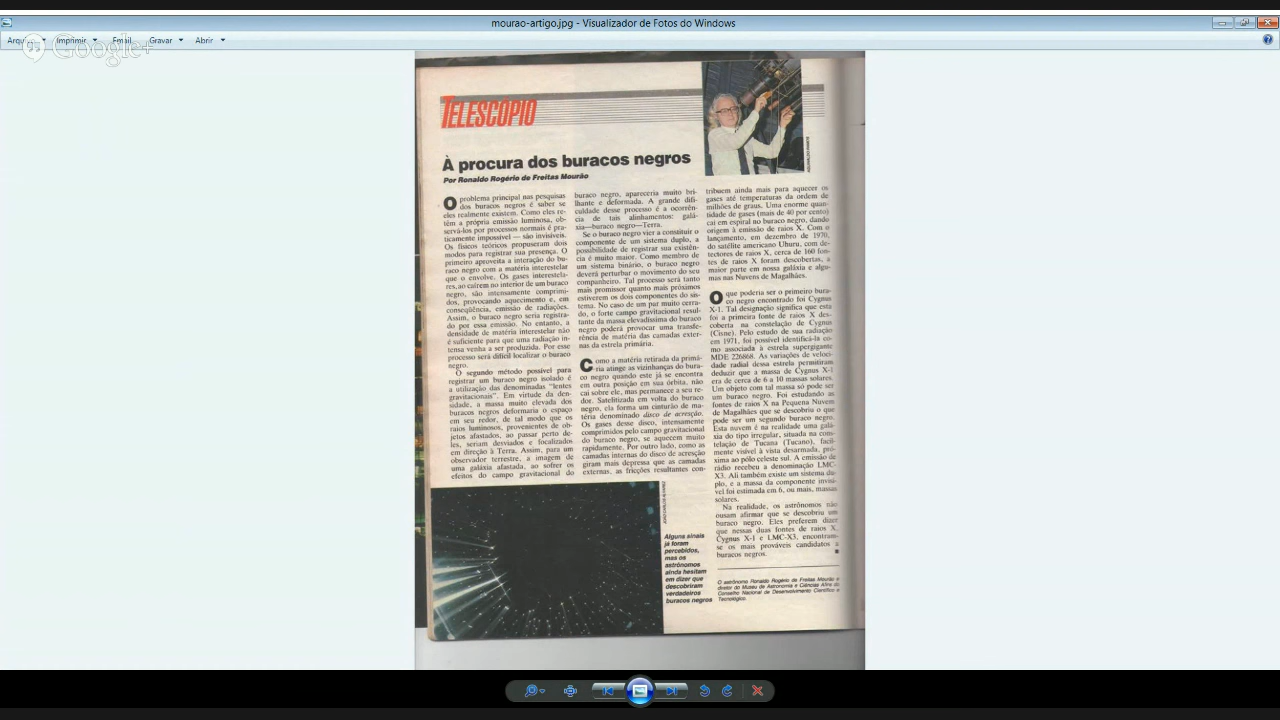 mourao-artigo.jpg - Visualizador de Fotos do Windows
Arquivo Imprimir Email Gravar Abrir
Google+
TELESCÓPIO
À procura dos buracos negros
Por Ronaldo Rogério de Freitas Mourão
O problema principal nas pesquisas
dos buracos negros é saber se
eles realmente existem. Como eles re-
têm a própria emissão luminosa, ob-
servá-los por processos normais é pra-
ticamente impossível — são invisíveis.
Os físicos teóricos propuseram dois
modos para registrar sua presença. O
primeiro aproveita a interação do bu-
raco negro com a matéria interestelar
que o envolve. Os gases interestela-
res, ao caírem no interior de um buraco
negro, são intensamente comprimi-
dos, provocando aquecimento e, em
conseqüência, emissão de radiações.
Assim, o buraco negro seria registra-
do por essa emissão. No entanto, a
densidade de matéria interestelar não
é suficiente para que uma radiação in-
tensa venha a ser produzida. Por esse
processo será difícil localizar o buraco
negro.
O segundo método possível para
registrar um buraco negro isolado é
a utilização das denominadas "lentes
gravitacionais". Em virtude da den-
sidade, a massa muito elevada dos
buracos negros deformaria o espaço
em seu redor, de tal modo que os
raios luminosos, provenientes de ob-
jetos afastados, ao passar perto de-
les, seriam desviados e focalizados
em direção à Terra. Assim, para um
observador terrestre, a imagem de
uma galáxia afastada, ao sofrer os
efeitos do campo gravitacional do
buraco negro, apareceria muito bri-
lhante e deformada. A grande difi-
culdade desse processo é a ocorrên-
cia de tais alinhamentos: galá-
xia—buraco negro—Terra.
Se o buraco negro vier a constituir o
componente de um sistema duplo, a
possibilidade de registrar sua existên-
cia é muito maior. Como membro de
um sistema binário, o buraco negro
deverá perturbar o movimento do seu
companheiro. Tal processo será tanto
mais promissor quanto mais próximos
estiverem os dois componentes do sis-
tema. No caso de um par muito cerra-
do, o forte campo gravitacional resul-
tante da massa elevadíssima do buraco
negro poderá provocar uma transfe-
rência de matéria das camadas exter-
nas da estrela primária.
Como a matéria retirada da primá-
ria atinge as vizinhanças do bura-
co negro quando este já se encontra
em outra posição em sua órbita, não
cai sobre ele, mas permanece a seu re-
dor. Satelitizada em volta do buraco
negro, ela forma um cinturão de ma-
téria denominado disco de acresção.
Os gases desse disco, intensamente
comprimidos pelo campo gravitacional
do buraco negro, se aquecem muito
rapidamente. Por outro lado, como as
camadas internas do disco de acresção
giram mais depressa que as camadas
externas, as fricções resultantes con-
tribuem ainda mais para aquecer os
gases até temperaturas da ordem de
milhões de graus. Uma enorme quan-
tidade de gases (mais de 40 por cento)
cai em espiral no buraco negro, dando
origem à emissão de raios X. Com o
lançamento, em dezembro de 1970,
do satélite americano Uhuru, com de-
tectores de raios X, cerca de 160 fon-
tes de raios X foram descobertas, a
maior parte em nossa galáxia e algu-
mas nas Nuvens de Magalhães.
O que poderia ser o primeiro bura-
co negro encontrado foi Cygnus
X-1. Tal designação significa que esta
foi a primeira fonte de raios X des-
coberta na constelação de Cygnus
(Cisne). Pelo estudo de sua radiação
em 1971, foi possível identificá-la co-
mo associada à estrela supergigante
MDE 226868. As variações de veloci-
dade radial dessa estrela permitiram
deduzir que a massa de Cygnus X-1
era de cerca de 6 a 10 massas solares.
Um objeto com tal massa só pode ser
um buraco negro. Foi estudando as
fontes de raios X na Pequena Nuvem
de Magalhães que se descobriu o que
pode ser um segundo buraco negro.
Esta nuvem é na realidade uma galá-
xia do tipo irregular, situada na cons-
telação de Tucana (Tucano), facil-
mente visível à vista desarmada, pró-
xima ao pólo celeste sul. A emissão de
rádio recebeu a denominação LMC-
X3. Ali também existe um sistema du-
plo, e a massa da componente invisí-
vel foi estimada em 6, ou mais, massas
solares.
Na realidade, os astrônomos não
ousam afirmar que se descobriu um
buraco negro. Eles preferem dizer
que nessas duas fontes de raios X,
Cygnus X-1 e LMC-X3, encontram-
se os mais prováveis candidatos a
buracos negros.
Alguns sinais
já foram
percebidos,
mas os
astrônomos
ainda hesitam
em dizer que
descobriram
verdadeiros
buracos negros
O astrônomo Ronaldo Rogério de Freitas Mourão é
diretor do Museu de Astronomia e Ciências Afins do
Conselho Nacional de Desenvolvimento Científico e
Tecnológico.